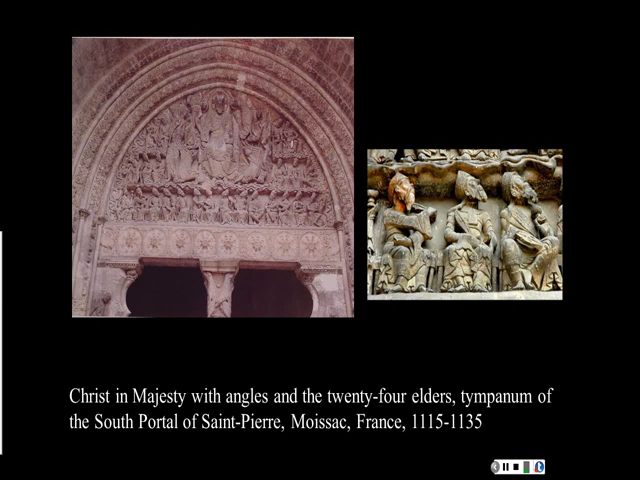 Christ in Majesty with angles and the twenty-four elders, tympanum of
the South Portal of Saint-Pierre, Moissac, France, 1115-1135